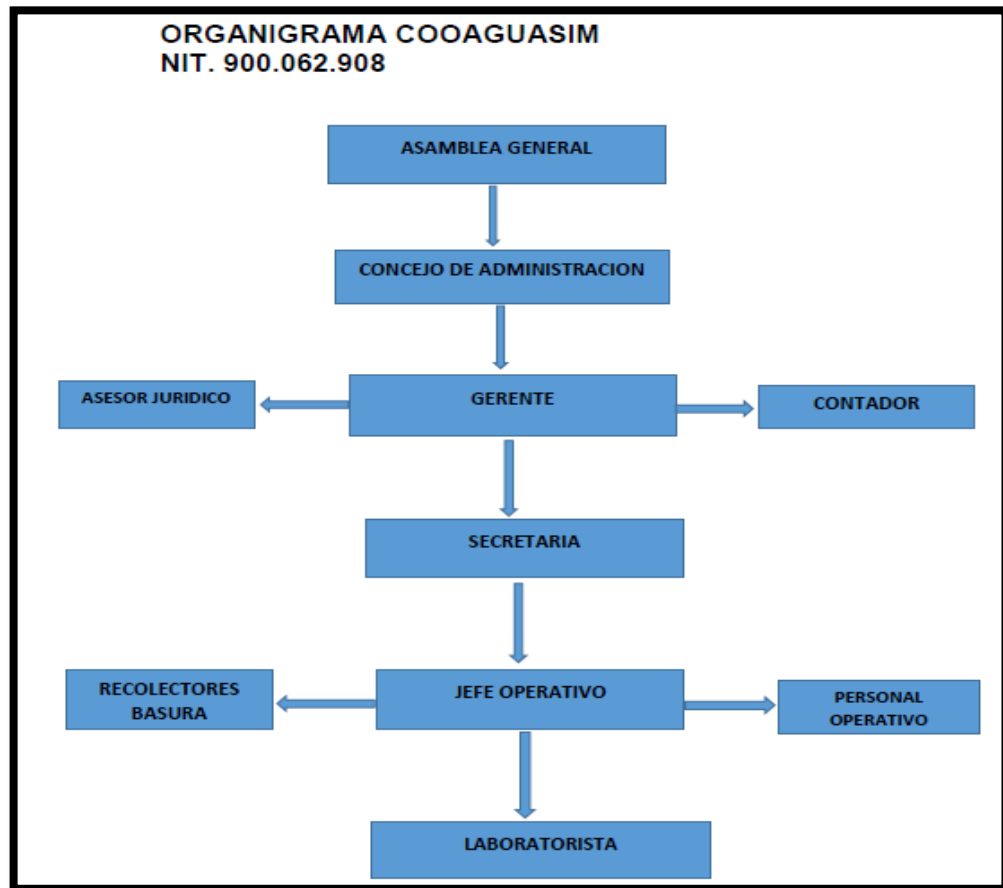 ORGANIGRAMA COOAGUASIM
NIT. 900.062.908
ASAMBLEA GENERAL
CONCEJO DE ADMINISTRACION
ASESOR JURIDICO
GERENTE
CONTADOR
SECRETARIA
RECOLECTORES
BASURA
JEFE OPERATIVO
PERSONAL
OPERATIVO
LABORATORISTA